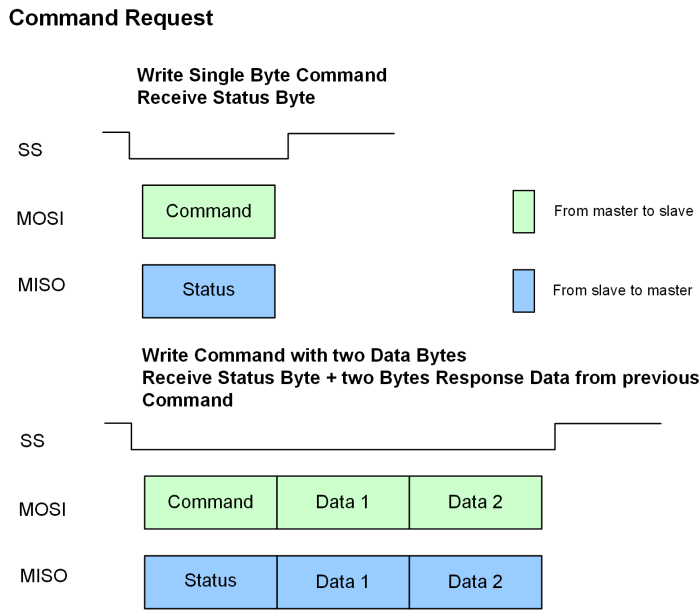 Command Request
Write Single Byte Command
Receive Status Byte
SS
MOSI
Command
From master to slave
MISO
Status
From slave to master
Write Command with two Data Bytes
Receive Status Byte + two Bytes Response Data from previous
Command
SS
MOSI
Command
Data 1
Data 2
MISO
Status
Data 1
Data 2